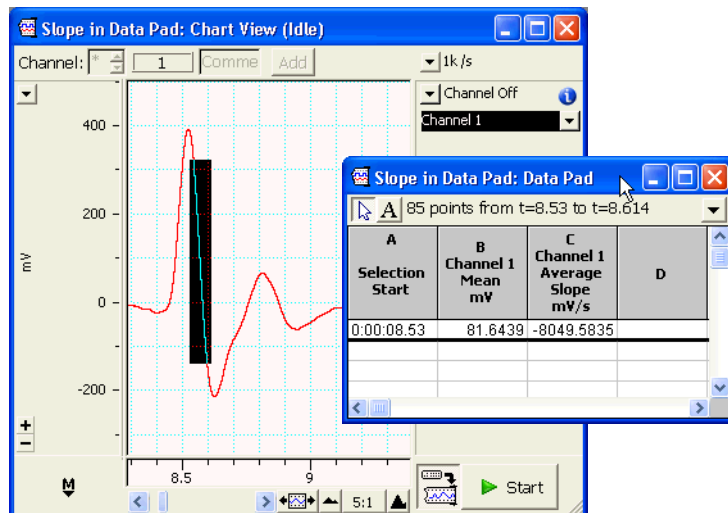 Slope in Data Pad: Chart View (Idle)
Channel: * 1 Comme Add
1k /s
Channel Off
Channel 1
400
200
0
-200
mV
8.5 9
M
5:1
Start
Slope in Data Pad: Data Pad
A 85 points from t=8.53 to t=8.614
A
Selection
Start
B
Channel 1
Mean
mV
C
Channel 1
Average
Slope
mV/s
D
0:00:08.53 81.6439 -8049.5835